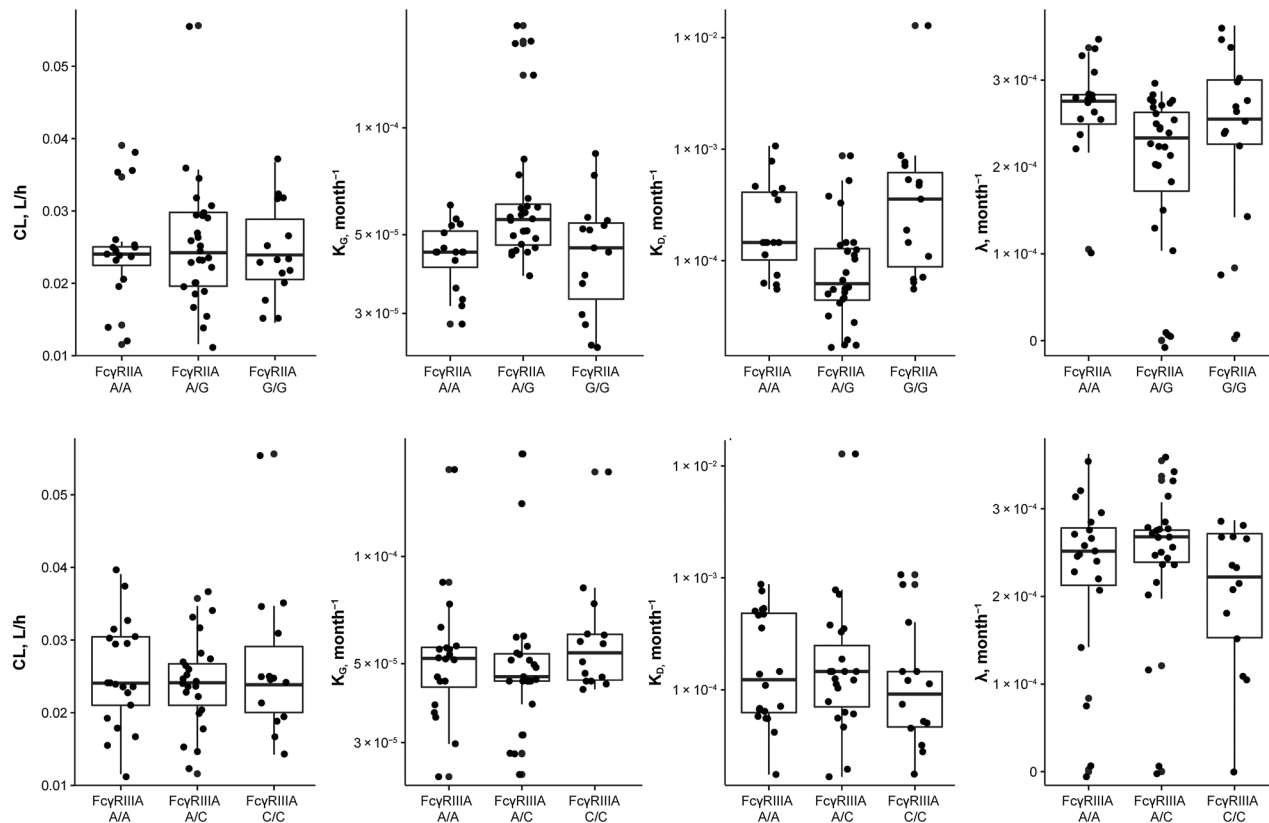 CL, L/h
0.05
0.04
0.03
0.02
0.01
FcγRIIA FcγRIIA FcγRIIA
A/A A/G G/G
K_G, month⁻¹
1 × 10⁻⁴
5 × 10⁻⁵
3 × 10⁻⁵
FcγRIIA FcγRIIA FcγRIIA
A/A A/G G/G
K_D, month⁻¹
1 × 10⁻²
1 × 10⁻³
1 × 10⁻⁴
FcγRIIA FcγRIIA FcγRIIA
A/A A/G G/G
λ, month⁻¹
3 × 10⁻⁴
2 × 10⁻⁴
1 × 10⁻⁴
0
FcγRIIA FcγRIIA FcγRIIA
A/A A/G G/G
CL, L/h
0.05
0.04
0.03
0.02
0.01
FcγRIIIA FcγRIIIA FcγRIIIA
A/A A/C C/C
K_G, month⁻¹
1 × 10⁻⁴
5 × 10⁻⁵
3 × 10⁻⁵
FcγRIIIA FcγRIIIA FcγRIIIA
A/A A/C C/C
K_D, month⁻¹
1 × 10⁻²
1 × 10⁻³
1 × 10⁻⁴
FcγRIIIA FcγRIIIA FcγRIIIA
A/A A/C C/C
λ, month⁻¹
3 × 10⁻⁴
2 × 10⁻⁴
1 × 10⁻⁴
0
FcγRIIIA FcγRIIIA FcγRIIIA
A/A A/C C/C